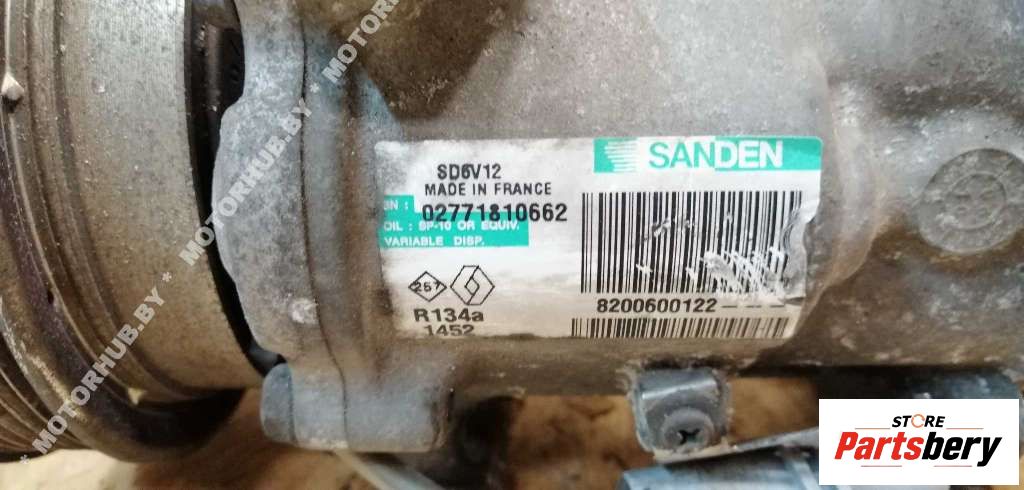 SANDEN
SD6V12
MADE IN FRANCE
SN : 02771810662
OIL : SP-10 OR EQUIV.
VARIABLE DISP.
257
R134a
1452
8200600122
* MOTORHUB.BY * MOTORHUB.BY * MOTORHUB.BY *
STORE
Partsbery